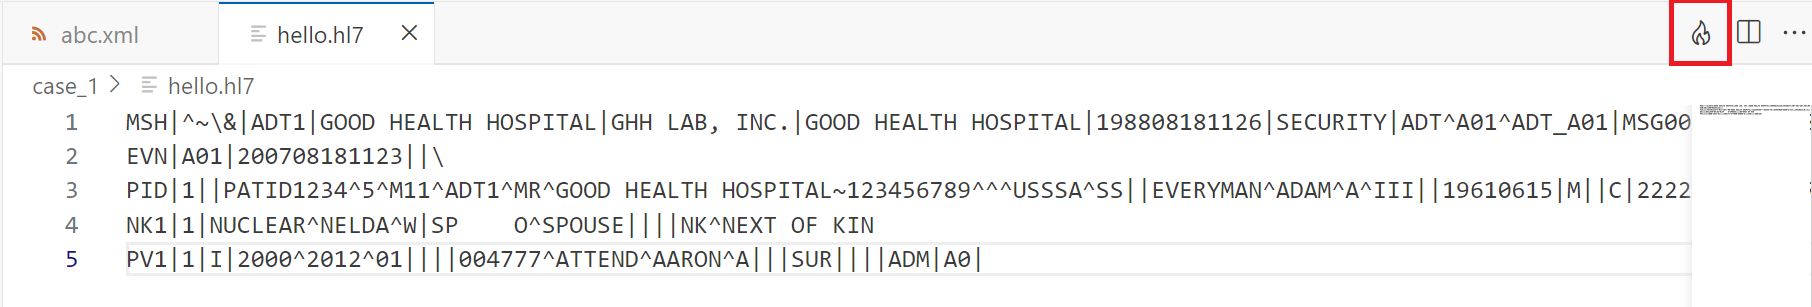 abc.xml hello.hl7
case_1 > hello.hl7
1 MSH|^~\&|ADT1|GOOD HEALTH HOSPITAL|GHH LAB, INC.|GOOD HEALTH HOSPITAL|198808181126|SECURITY|ADT^A01^ADT_A01|MSG00
2 EVN|A01|200708181123||\
3 PID|1||PATID1234^5^M11^ADT1^MR^GOOD HEALTH HOSPITAL~123456789^^^USSSA^SS||EVERYMAN^ADAM^A^III||19610615|M||C|2222
4 NK1|1|NUCLEAR^NELDA^W|SP    O^SPOUSE||||NK^NEXT OF KIN
5 PV1|1|I|2000^2012^01||||004777^ATTEND^AARON^A|||SUR||||ADM|A0|